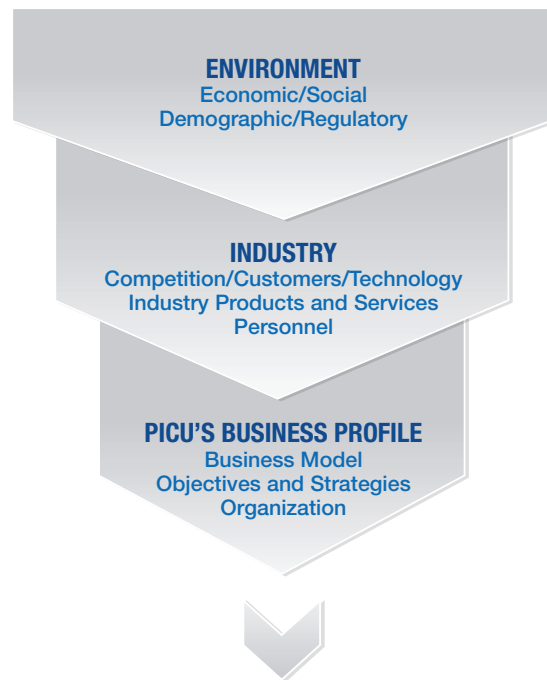 ENVIRONMENT
Economic/Social
Demographic/Regulatory
INDUSTRY
Competition/Customers/Technology
Industry Products and Services
Personnel
PICU'S BUSINESS PROFILE
Business Model
Objectives and Strategies
Organization